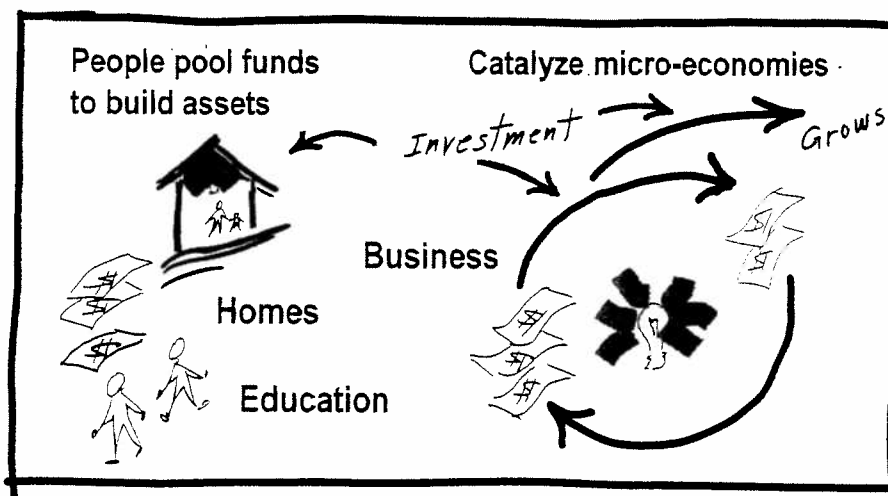 People pool funds
to build assets
Catalyze micro-economies
Investment
Grows
Business
Homes
Education
$
$
$
$
$
$
$
$